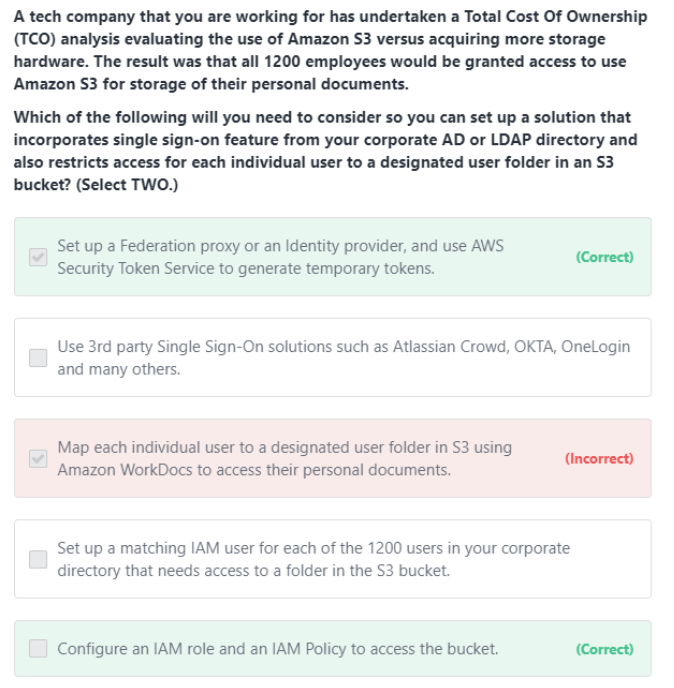 A tech company that you are working for has undertaken a Total Cost Of Ownership
(TCO) analysis evaluating the use of Amazon S3 versus acquiring more storage
hardware. The result was that all 1200 employees would be granted access to use
Amazon S3 for storage of their personal documents.
Which of the following will you need to consider so you can set up a solution that
incorporates single sign-on feature from your corporate AD or LDAP directory and
also restricts access for each individual user to a designated user folder in an S3
bucket? (Select TWO.)
Set up a Federation proxy or an Identity provider, and use AWS
Security Token Service to generate temporary tokens.
(Correct)
Use 3rd party Single Sign-On solutions such as Atlassian Crowd, OKTA, OneLogin
and many others.
Map each individual user to a designated user folder in S3 using
Amazon WorkDocs to access their personal documents.
(Incorrect)
Set up a matching IAM user for each of the 1200 users in your corporate
directory that needs access to a folder in the S3 bucket.
Configure an IAM role and an IAM Policy to access the bucket.
(Correct)